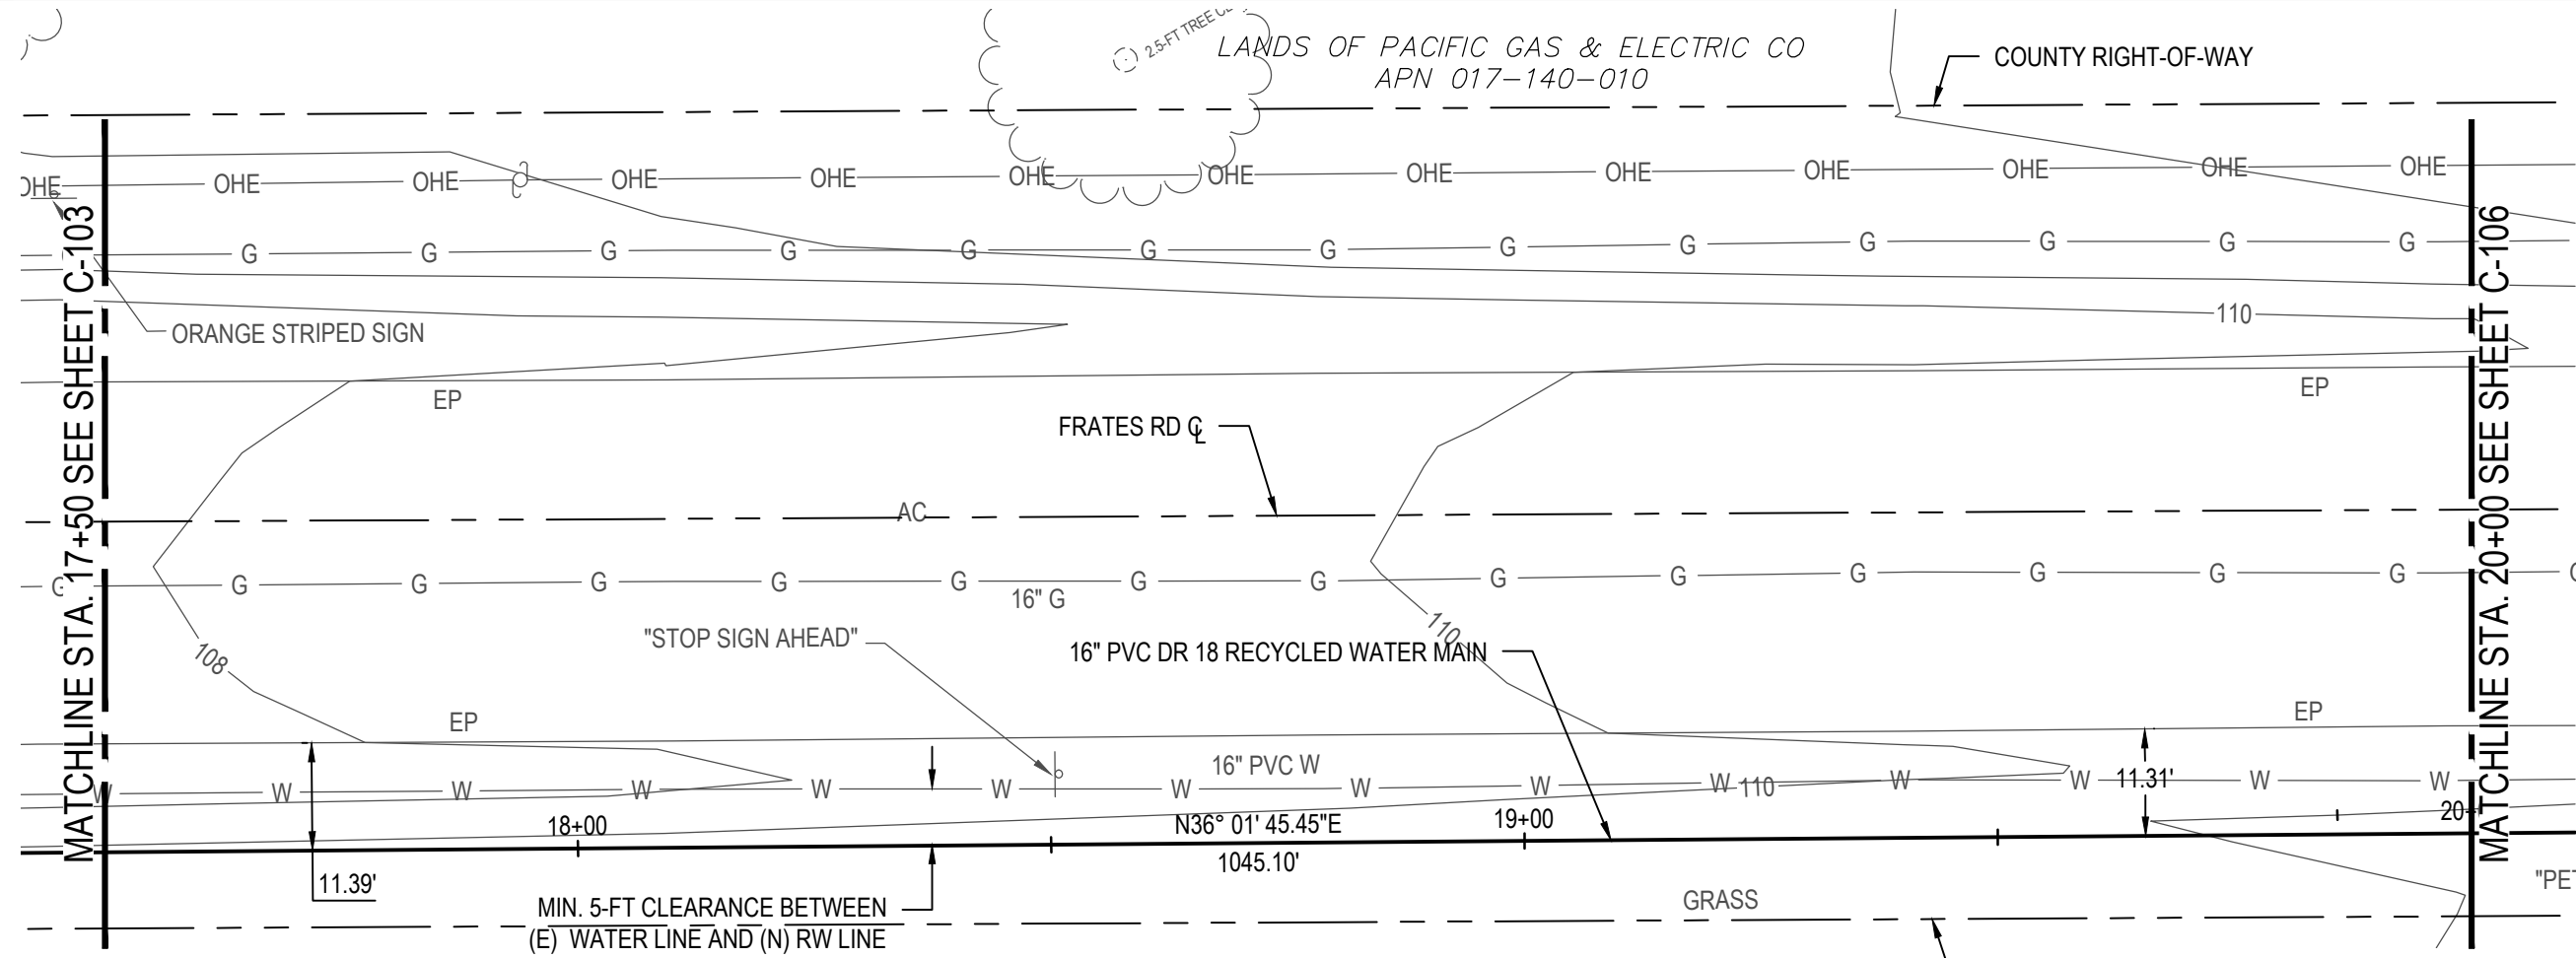 2.5-FT TREE
LANDS OF PACIFIC GAS & ELECTRIC CO
APN 017-140-010
COUNTY RIGHT-OF-WAY
OHE OHE OHE OHE OHE OHE OHE OHE OHE OHE OHE OHE OHE
G G G G G G G G G G G G G
MATCHLINE STA. 17+50 SEE SHEET C-103
MATCHLINE STA. 20+00 SEE SHEET C-106
110
ORANGE STRIPED SIGN
EP
EP
FRATES RD ℄
AC
G G G G G G G G G G G G G G
16" G
108
"STOP SIGN AHEAD"
110
16" PVC DR 18 RECYCLED WATER MAIN
EP
EP
16" PVC W
W W W W W W W W W W W W W W
110
11.31'
18+00
N36° 01' 45.45"E
19+00
20+
1045.10'
11.39'
MIN. 5-FT CLEARANCE BETWEEN
(E) WATER LINE AND (N) RW LINE
GRASS